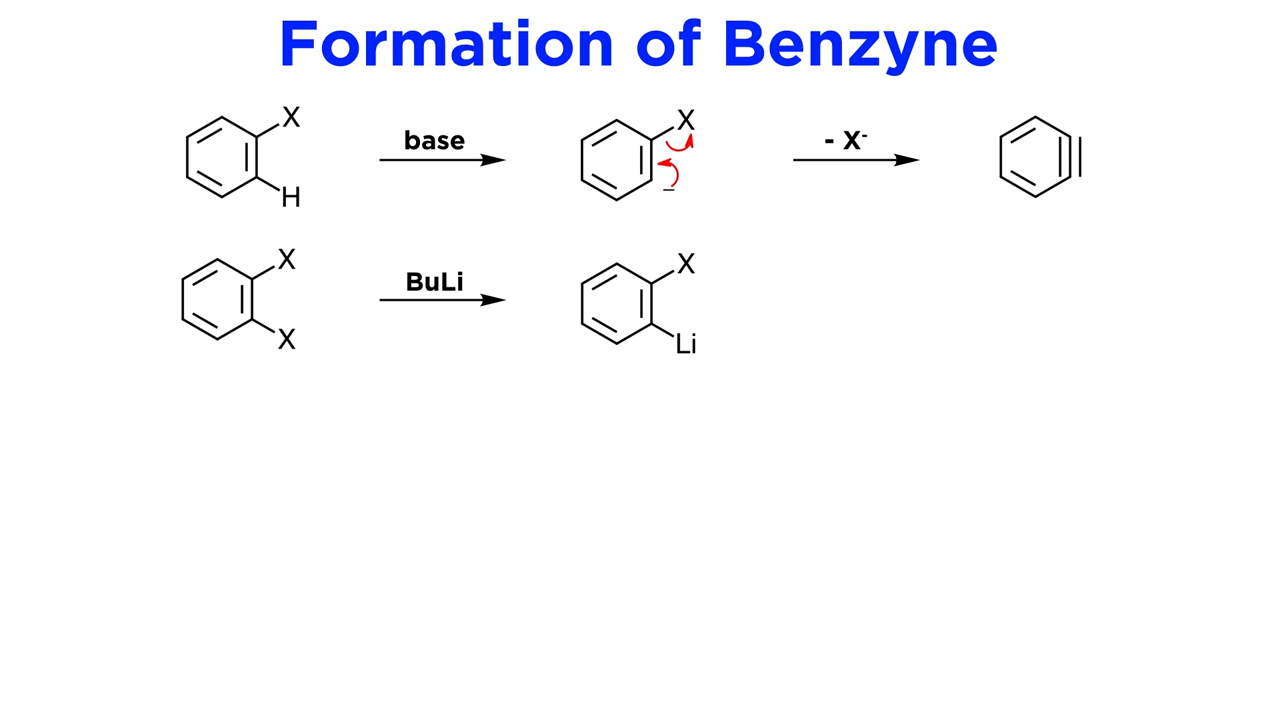 Formation of Benzyne
X
H
base
X
−
- X⁻
X
X
BuLi
X
Li